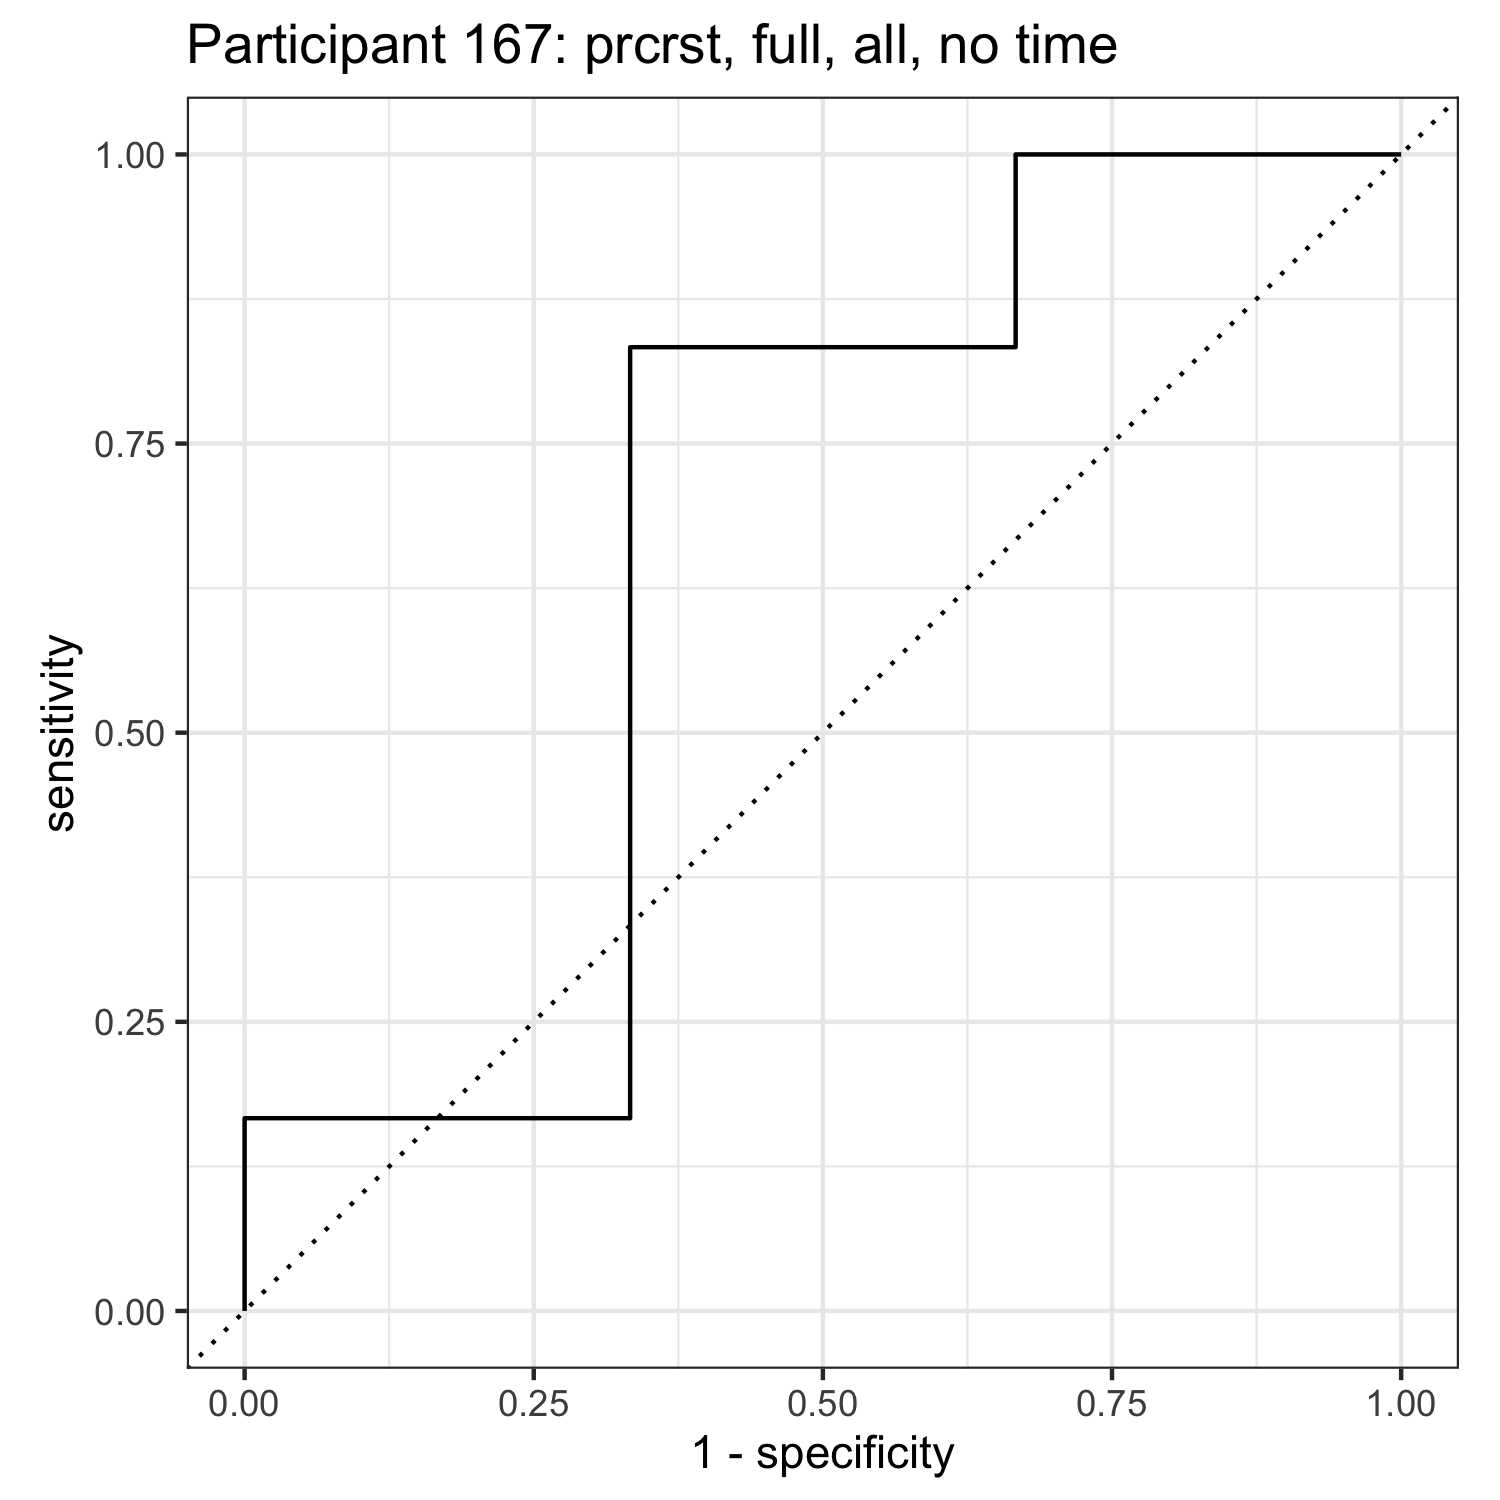 Participant 167: prcrst, full, all, no time
1.00
0.75
0.50
0.25
0.00
sensitivity
0.00 0.25 0.50 0.75 1.00
1 - specificity